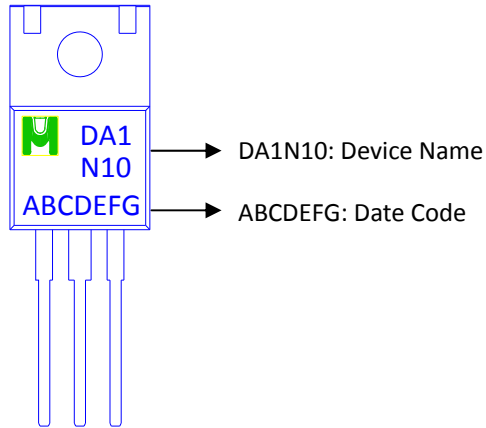 DA1
N10
ABCDEFG
DA1N10: Device Name
ABCDEFG: Date Code